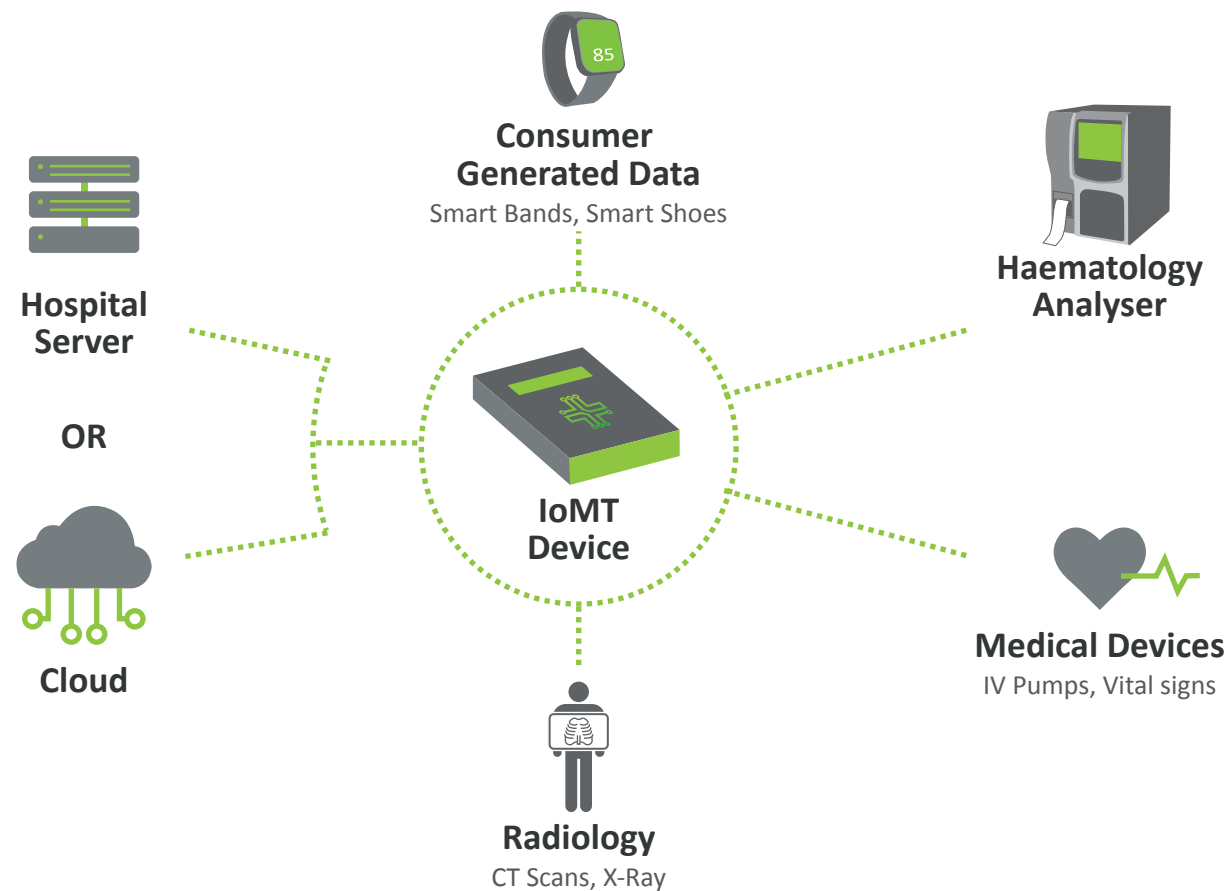 85
Consumer
Generated Data
Smart Bands, Smart Shoes
Haematology
Analyser
Hospital
Server
OR
Cloud
IoMT
Device
Medical Devices
IV Pumps, Vital signs
Radiology
CT Scans, X-Ray